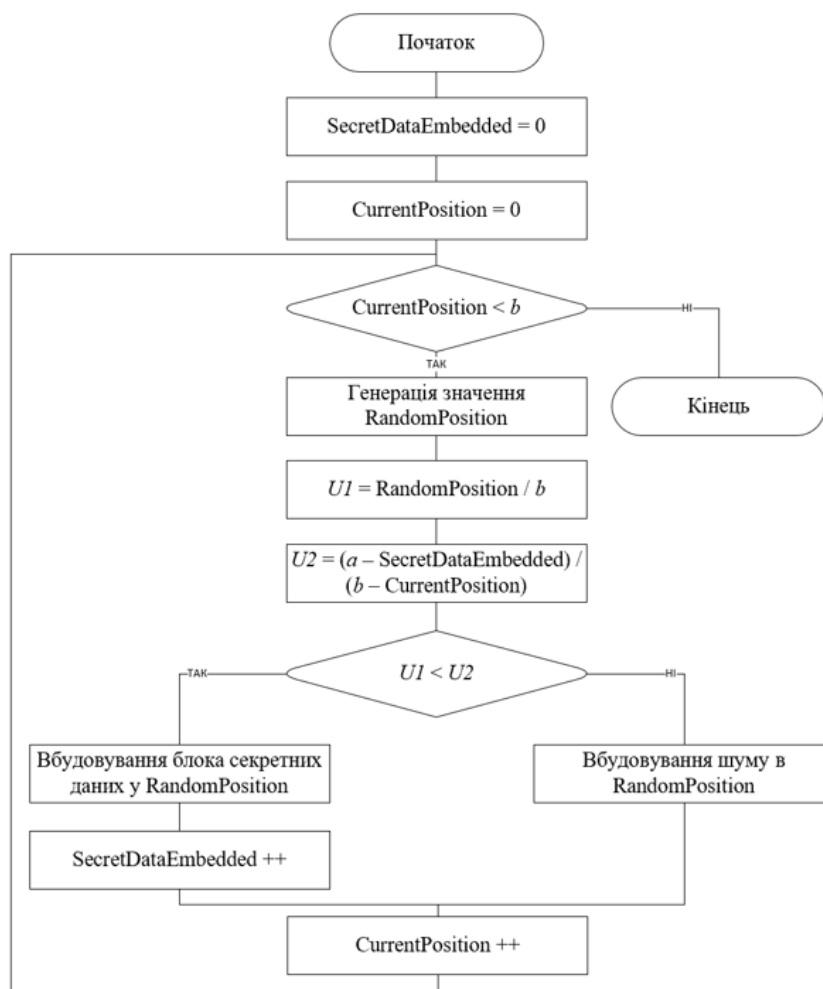 Початок
SecretDataEmbedded = 0
CurrentPosition = 0
CurrentPosition < b
НІ
ТАК
Генерація значення
RandomPosition
Кінець
U1 = RandomPosition / b
U2 = (a – SecretDataEmbedded) /
(b – CurrentPosition)
ТАК
U1 < U2
НІ
Вбудовування блока секретних
даних у RandomPosition
Вбудовування шуму в
RandomPosition
SecretDataEmbedded ++
CurrentPosition ++